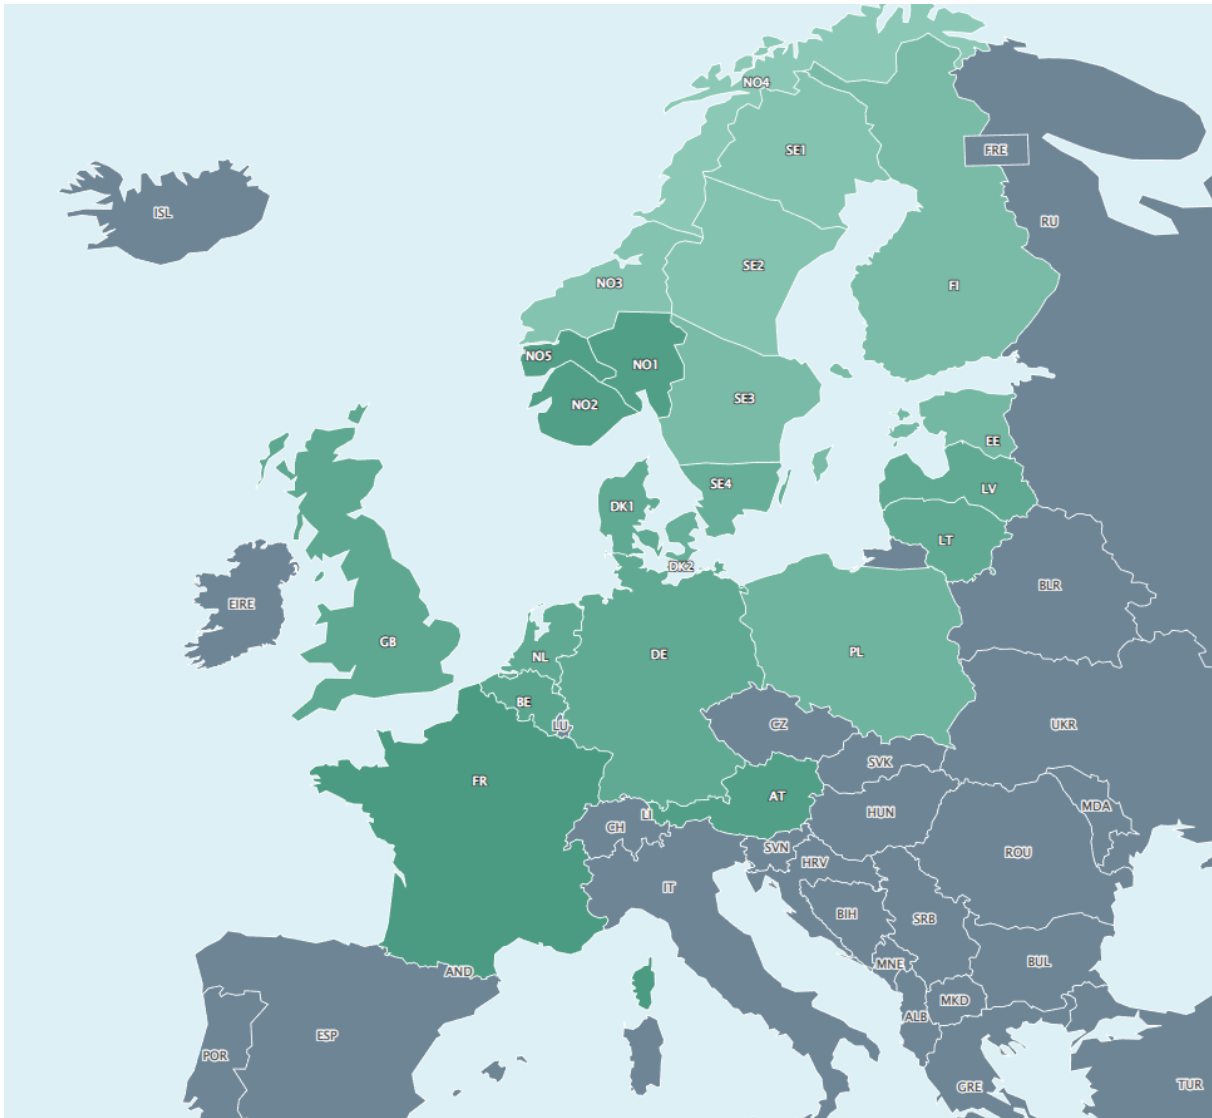 NO4
SE1
FRE
ISL
RU
SE2
NO3
FI
NO5
NO1
SE3
NO2
EE
SE4
LV
DK1
LT
DK2
BLR
EIRE
GB
NL
DE
PL
BE
LU
CZ
UKR
SVK
FR
AT
MDA
HUN
LI
CH
SVN
ROU
HRV
IT
BIH
SRB
BUL
MNE
AND
MKD
ALB
ESP
POR
GRE
TUR